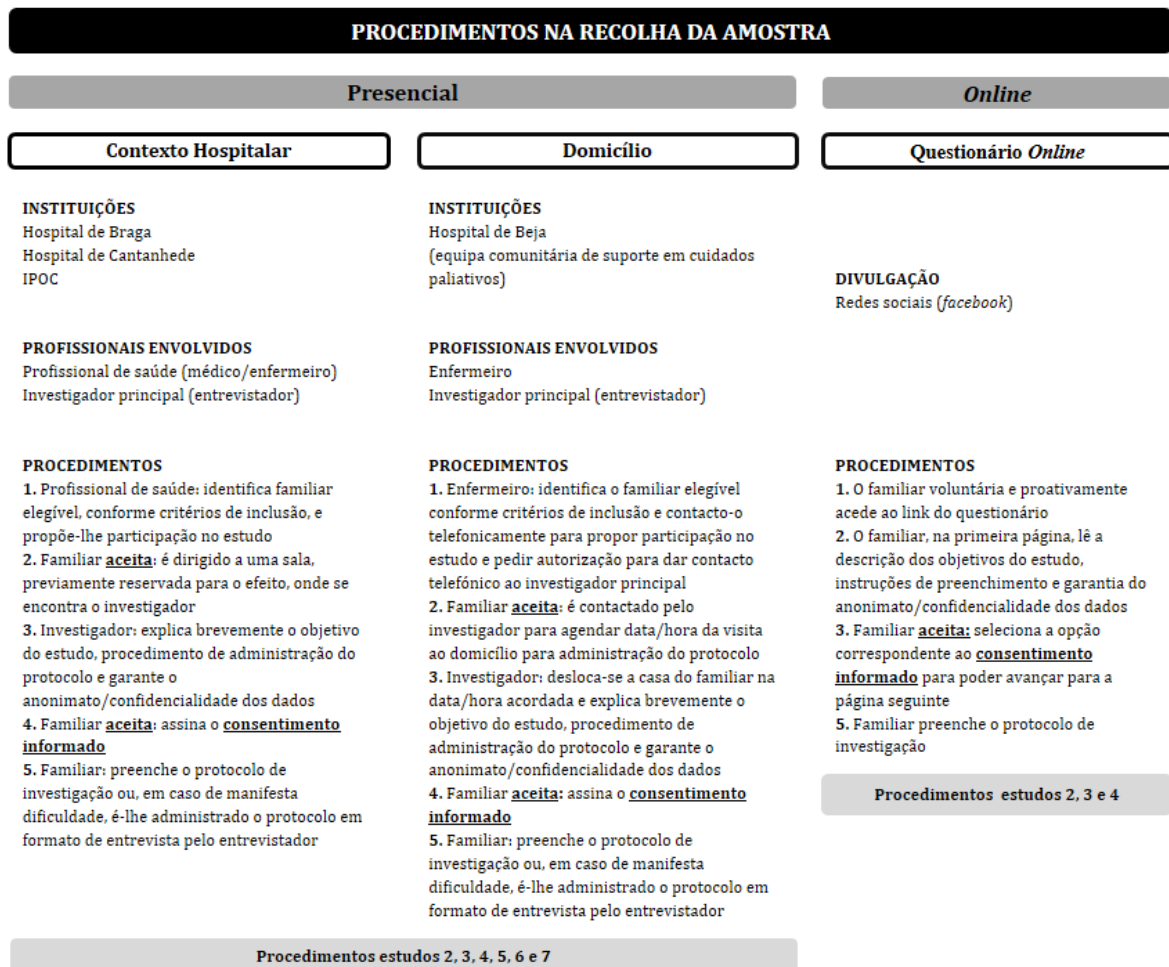 PROCEDIMENTOS NA RECOLHA DA AMOSTRA
Presencial
Online
Contexto Hospitalar
Domicílio
Questionário Online
INSTITUIÇÕES
Hospital de Braga
Hospital de Cantanhede
IPOC
PROFISSIONAIS ENVOLVIDOS
Profissional de saúde (médico/enfermeiro)
Investigador principal (entrevistador)
PROCEDIMENTOS
1. Profissional de saúde: identifica familiar
elegível, conforme critérios de inclusão, e
propõe-lhe participação no estudo
2. Familiar aceita: é dirigido a uma sala,
previamente reservada para o efeito, onde se
encontra o investigador
3. Investigador: explica brevemente o objetivo
do estudo, procedimento de administração do
protocolo e garante o
anonimato/confidencialidade dos dados
4. Familiar aceita: assina o consentimento
informado
5. Familiar: preenche o protocolo de
investigação ou, em caso de manifesta
dificuldade, é-lhe administrado o protocolo em
formato de entrevista pelo entrevistador
INSTITUIÇÕES
Hospital de Beja
(equipa comunitária de suporte em cuidados
paliativos)
PROFISSIONAIS ENVOLVIDOS
Enfermeiro
Investigador principal (entrevistador)
PROCEDIMENTOS
1. Enfermeiro: identifica o familiar elegível
conforme critérios de inclusão e contacto-o
telefonicamente para propor participação no
estudo e pedir autorização para dar contacto
telefónico ao investigador principal
2. Familiar aceita: é contactado pelo
investigador para agendar data/hora da visita
ao domicílio para administração do protocolo
3. Investigador: desloca-se a casa do familiar na
data/hora acordada e explica brevemente o
objetivo do estudo, procedimento de
administração do protocolo e garante o
anonimato/confidencialidade dos dados
4. Familiar aceita: assina o consentimento
informado
5. Familiar: preenche o protocolo de
investigação ou, em caso de manifesta
dificuldade, é-lhe administrado o protocolo em
formato de entrevista pelo entrevistador
DIVULGAÇÃO
Redes sociais (facebook)
PROCEDIMENTOS
1. O familiar voluntária e proativamente
acede ao link do questionário
2. O familiar, na primeira página, lê a
descrição dos objetivos do estudo,
instruções de preenchimento e garantia do
anonimato/confidencialidade dos dados
3. Familiar aceita: seleciona a opção
correspondente ao consentimento
informado para poder avançar para a
página seguinte
5. Familiar preenche o protocolo de
investigação
Procedimentos estudos 2, 3 e 4
Procedimentos estudos 2, 3, 4, 5, 6 e 7